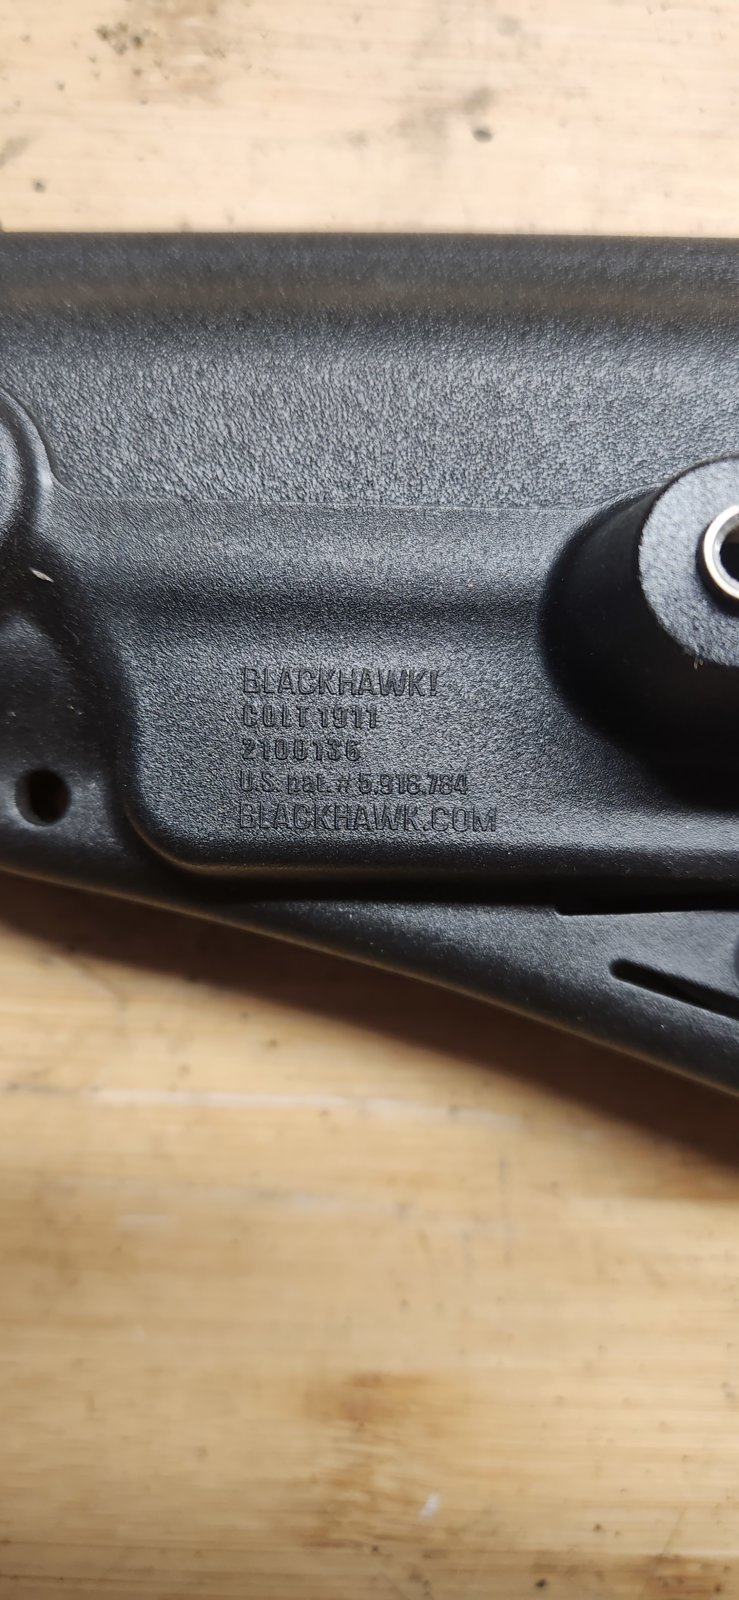 BLACKHAWK!
COLT 1911
2100136
U.S. pat. # 5,918,784
BLACKHAWK.COM